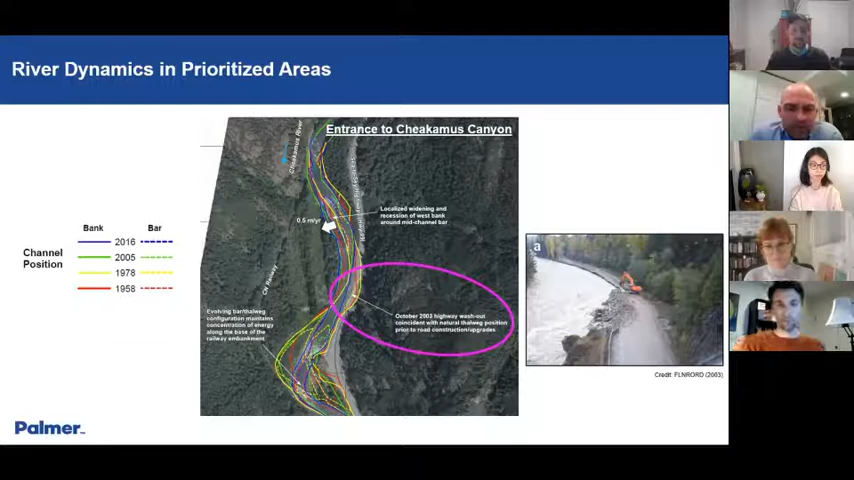 River Dynamics in Prioritized Areas
Entrance to Cheakamus Canyon
Cheakamus River
Localized widening and
recession of west bank
around mid-channel bar
0.5 m/yr
Bank
Bar
2016
2005
1978
1958
Channel
Position
CN Railway
a
October 2003 highway wash-out
coincident with natural thalweg position
prior to road construction/upgrades
Evolving bar/thalweg
configuration maintains
concentration of energy
along the base of the
railway embankment
Credit: FLNRORD (2003)
Palmer